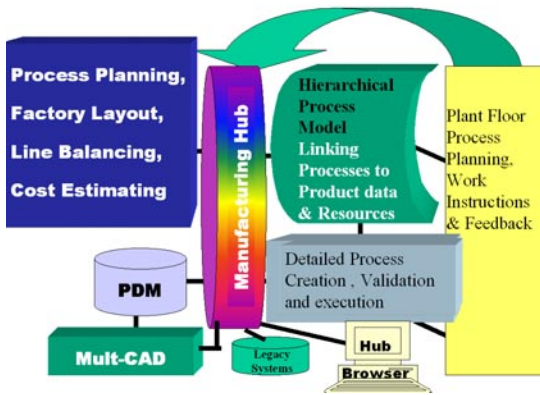 Process Planning,
Factory Layout,
Line Balancing,
Cost Estimating
Manufacturing Hub
Hierarchical
Process
Model
Linking
Processes to
Product data
& Resources
Plant Floor
Process
Planning,
Work
Instructions
& Feedback
Detailed Process
Creation , Validation
and execution
PDM
Mult-CAD
Legacy
Systems
Hub
Browser